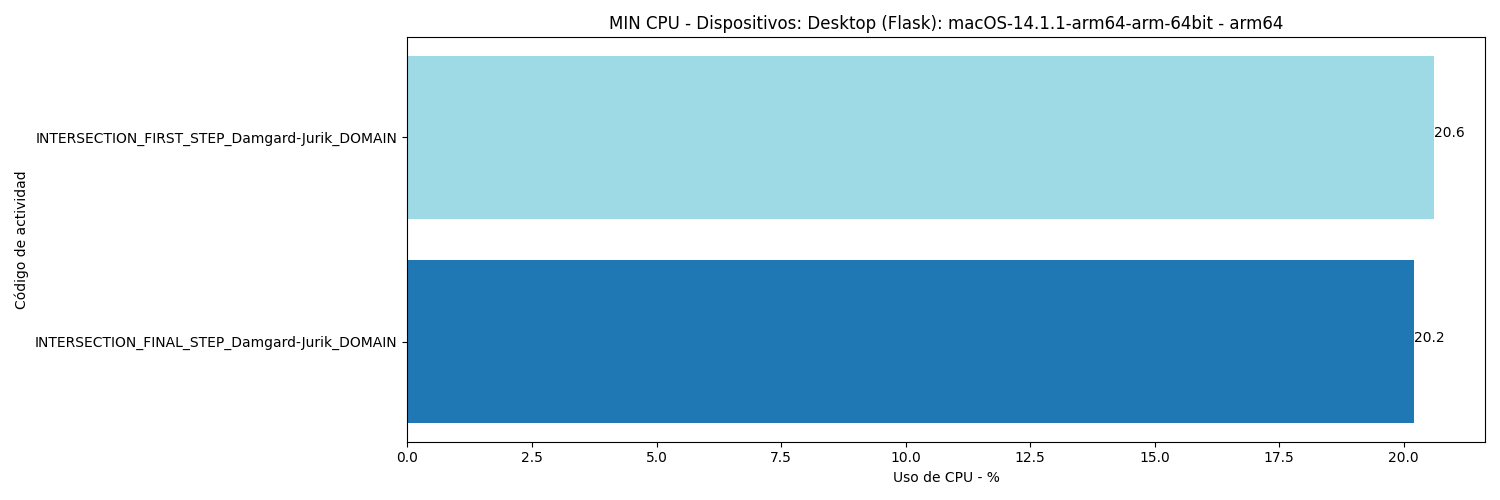 MIN CPU - Dispositivos: Desktop (Flask): macOS-14.1.1-arm64-arm-64bit - arm64
Código de actividad
INTERSECTION_FIRST_STEP_Damgard-Jurik_DOMAIN
20.6
INTERSECTION_FINAL_STEP_Damgard-Jurik_DOMAIN
20.2
0.0 2.5 5.0 7.5 10.0 12.5 15.0 17.5 20.0
Uso de CPU - %